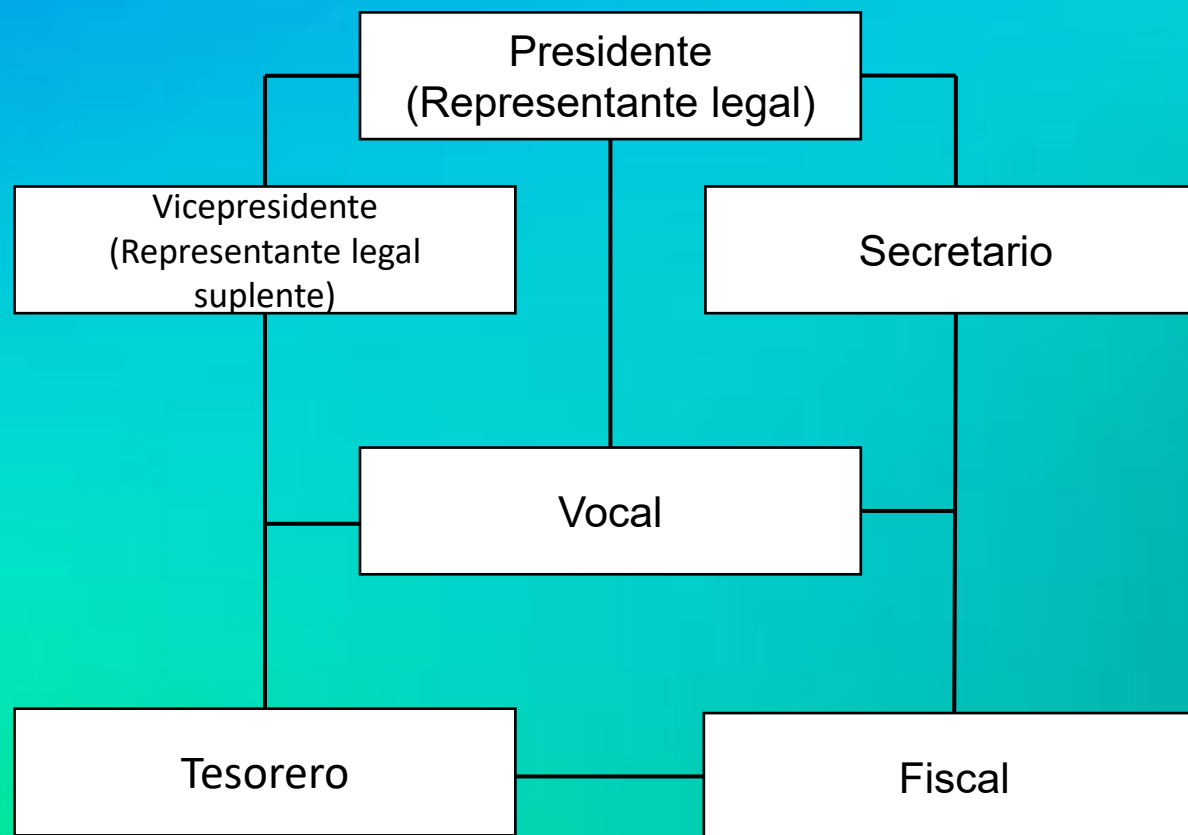 Presidente
(Representante legal)
Vicepresidente
(Representante legal
suplente)
Secretario
Vocal
Tesorero
Fiscal